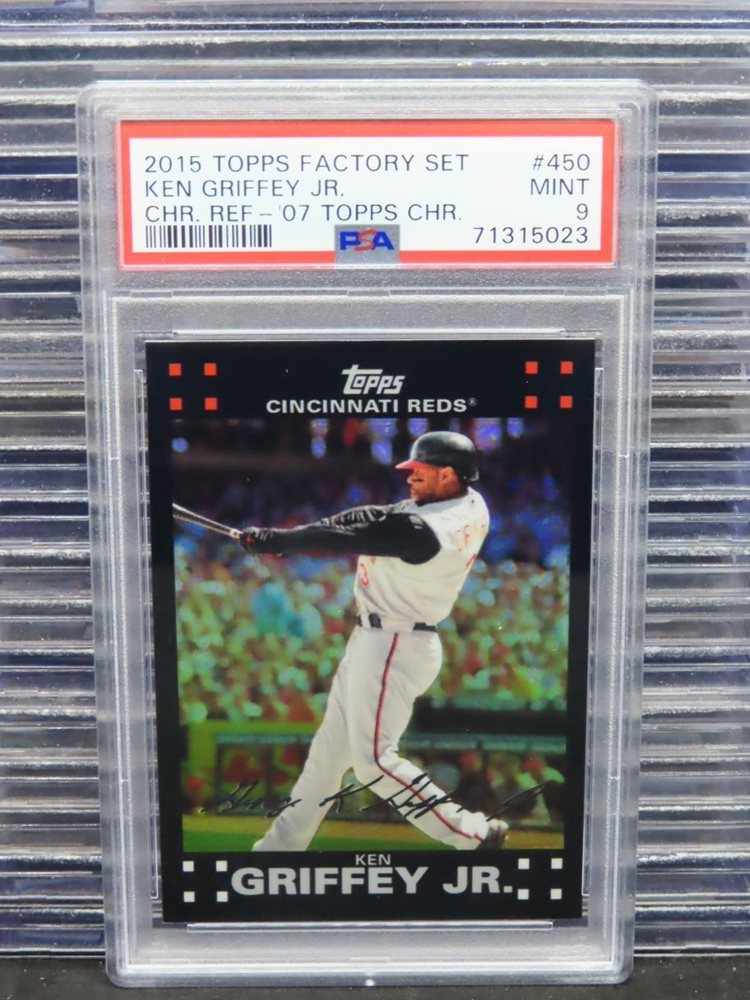 2015 TOPPS FACTORY SET #450
KEN GRIFFEY JR. MINT
CHR. REF - '07 TOPPS CHR. 9
PSA 71315023
Topps
CINCINNATI REDS®
KEN
GRIFFEY JR.